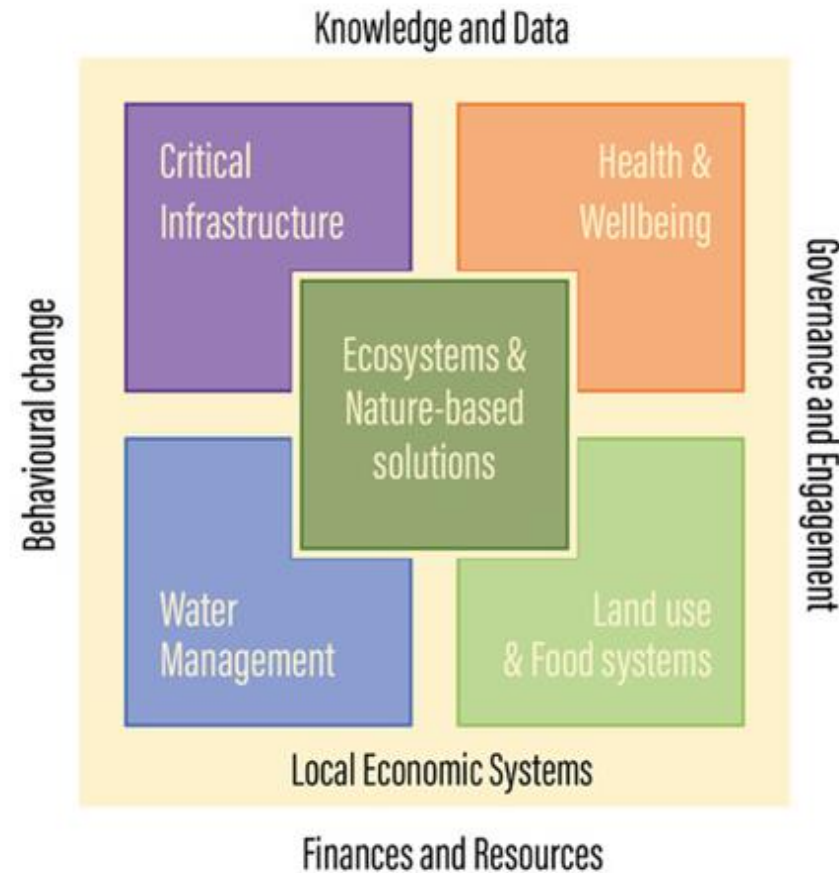 Knowledge and Data
Critical
Infrastructure
Health &
Wellbeing
Behavioural change
Ecosystems &
Nature-based
solutions
Governance and Engagement
Water
Management
Land use
& Food systems
Local Economic Systems
Finances and Resources